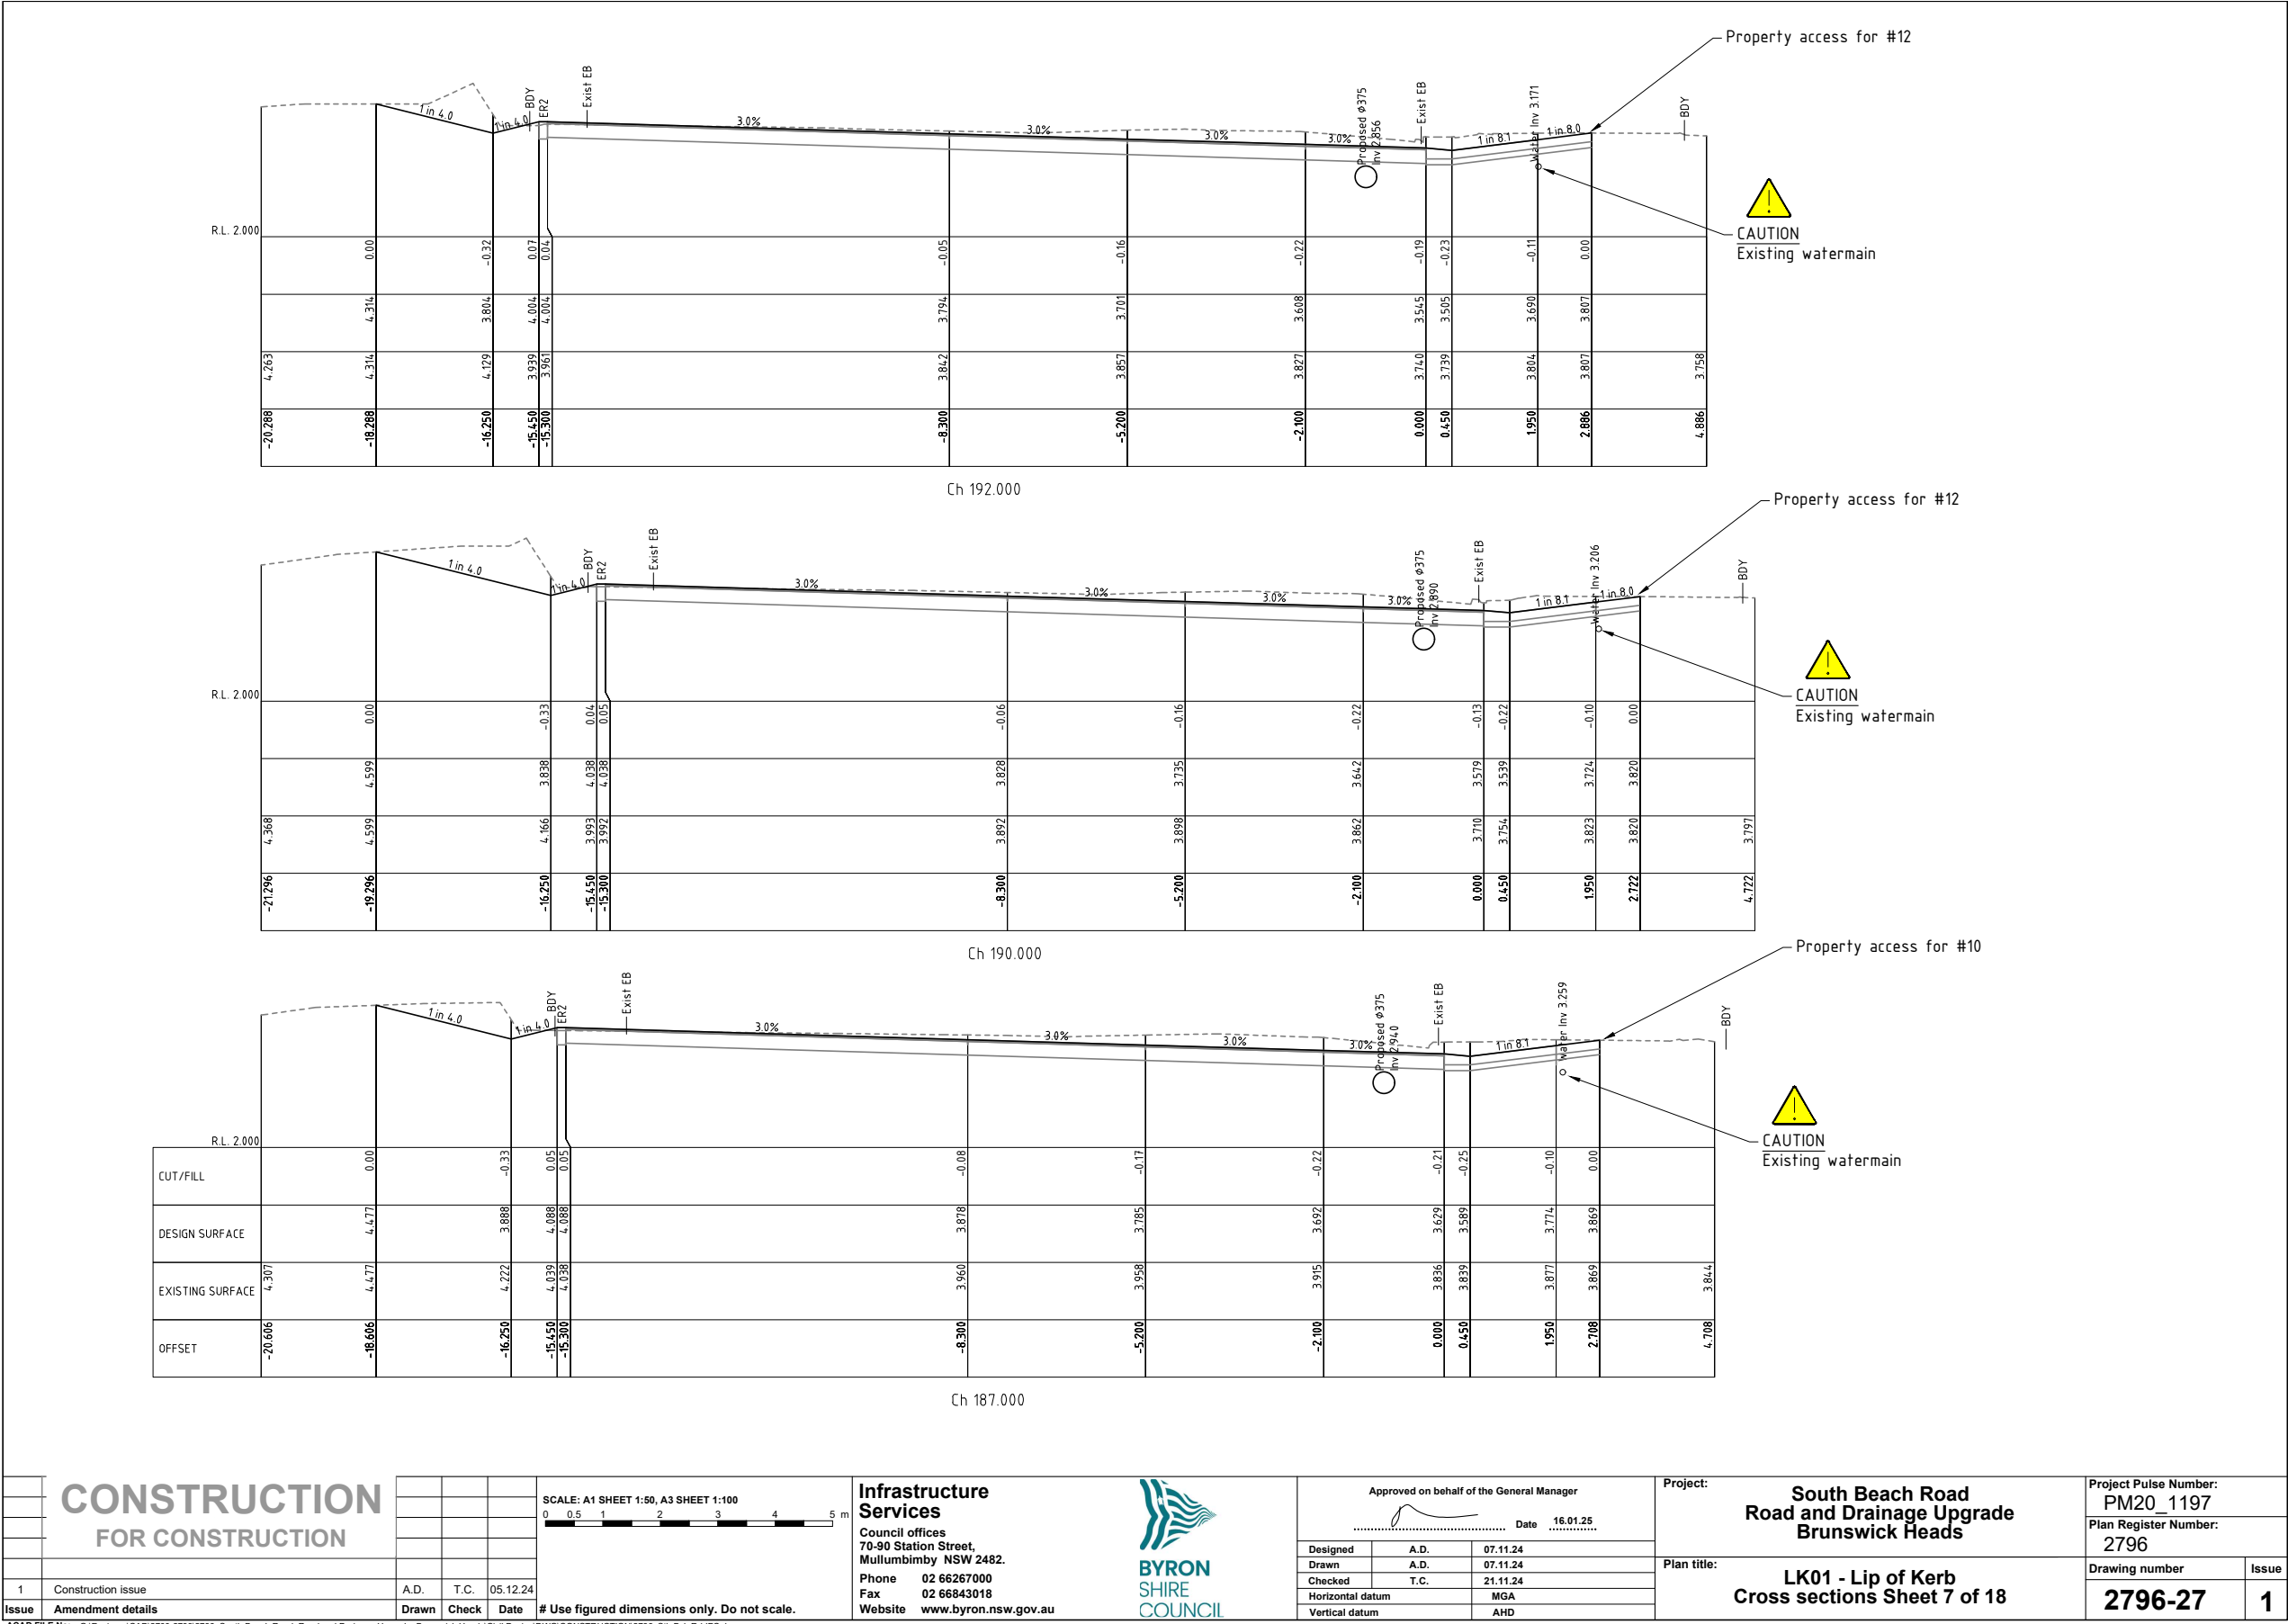 Property access for #12
BDY
ER2
Exist EB
Proposed Ø375
Inv 2.856
Exist EB
Water Inv 3.171
BDY
1 in 4.0
1 in 4.0
3.0%
3.0%
3.0%
3.0%
1 in 8.1
1 in 8.0
CAUTION
Existing watermain
R.L. 2.000
0.00 -0.32 0.07 0.04 -0.05 -0.16 -0.22 -0.19 -0.23 -0.11 0.00
4.314 3.804 4.004 4.004 3.794 3.701 3.608 3.545 3.505 3.690 3.807
4.263 4.314 4.129 3.939 3.961 3.842 3.857 3.827 3.740 3.739 3.804 3.807 3.758
-20.288 -18.288 -16.250 -15.450 -15.300 -8.300 -5.200 -2.100 0.000 0.450 1.950 2.886 4.886
Ch 192.000
Property access for #12
BDY
ER2
Exist EB
Proposed Ø375
Inv 2.890
Exist EB
Water Inv 3.206
BDY
1 in 4.0
1 in 4.0
3.0%
3.0%
3.0%
3.0%
1 in 8.1
1 in 8.0
CAUTION
Existing watermain
R.L. 2.000
0.00 -0.33 0.04 0.05 -0.06 -0.16 -0.22 -0.13 -0.22 -0.10 0.00
4.599 3.838 4.038 4.038 3.828 3.735 3.642 3.579 3.539 3.724 3.820
4.368 4.599 4.166 3.993 3.992 3.892 3.898 3.862 3.710 3.754 3.823 3.820 3.797
-21.296 -19.296 -16.250 -15.450 -15.300 -8.300 -5.200 -2.100 0.000 0.450 1.950 2.722 4.722
Ch 190.000
Property access for #10
BDY
ER2
Exist EB
Proposed Ø375
Inv 2.940
Exist EB
Water Inv 3.259
BDY
1 in 4.0
1 in 4.0
3.0%
3.0%
3.0%
3.0%
1 in 8.1
CAUTION
Existing watermain
R.L. 2.000
CUT/FILL 0.00 -0.33 0.05 0.05 -0.08 -0.17 -0.22 -0.21 -0.25 -0.10 0.00
DESIGN SURFACE 4.477 3.888 4.088 4.088 3.878 3.785 3.692 3.629 3.589 3.774 3.869
EXISTING SURFACE 4.307 4.477 4.222 4.039 4.038 3.960 3.958 3.915 3.836 3.839 3.877 3.869 3.844
OFFSET -20.606 -18.606 -16.250 -15.450 -15.300 -8.300 -5.200 -2.100 0.000 0.450 1.950 2.708 4.708
Ch 187.000
CONSTRUCTION
FOR CONSTRUCTION
1 Construction issue A.D. T.C. 05.12.24
Issue Amendment details Drawn Check Date
SCALE: A1 SHEET 1:50, A3 SHEET 1:100
0 0.5 1 2 3 4 5 m
# Use figured dimensions only. Do not scale.
Infrastructure
Services
Council offices
70-90 Station Street,
Mullumbimby NSW 2482.
Phone 02 66267000
Fax 02 66843018
Website www.byron.nsw.gov.au
BYRON
SHIRE
COUNCIL
Approved on behalf of the General Manager
Date 16.01.25
Designed A.D. 07.11.24
Drawn A.D. 07.11.24
Checked T.C. 21.11.24
Horizontal datum MGA
Vertical datum AHD
Project:
South Beach Road
Road and Drainage Upgrade
Brunswick Heads
Plan title:
LK01 - Lip of Kerb
Cross sections Sheet 7 of 18
Project Pulse Number:
PM20_1197
Plan Register Number:
2796
Drawing number Issue
2796-27 1